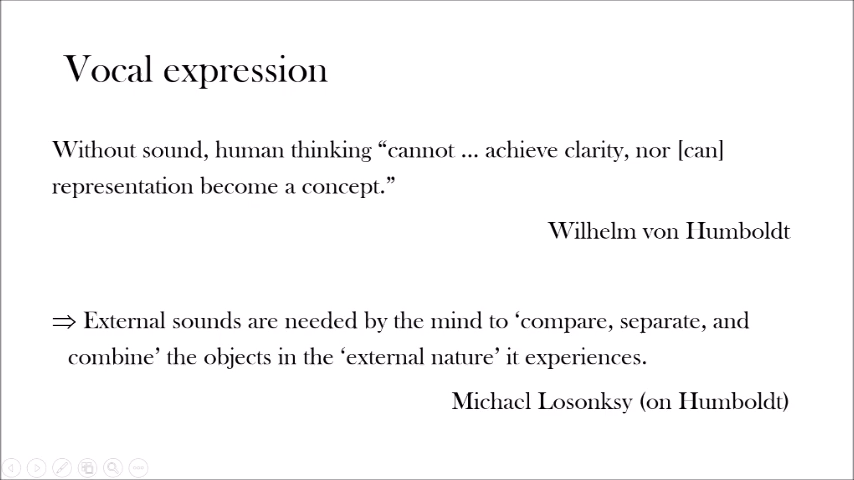 Vocal expression
Without sound, human thinking “cannot ... achieve clarity, nor [can]
representation become a concept.”
Wilhelm von Humboldt
⇒ External sounds are needed by the mind to ‘compare, separate, and
combine’ the objects in the ‘external nature’ it experiences.
Michael Losonksy (on Humboldt)